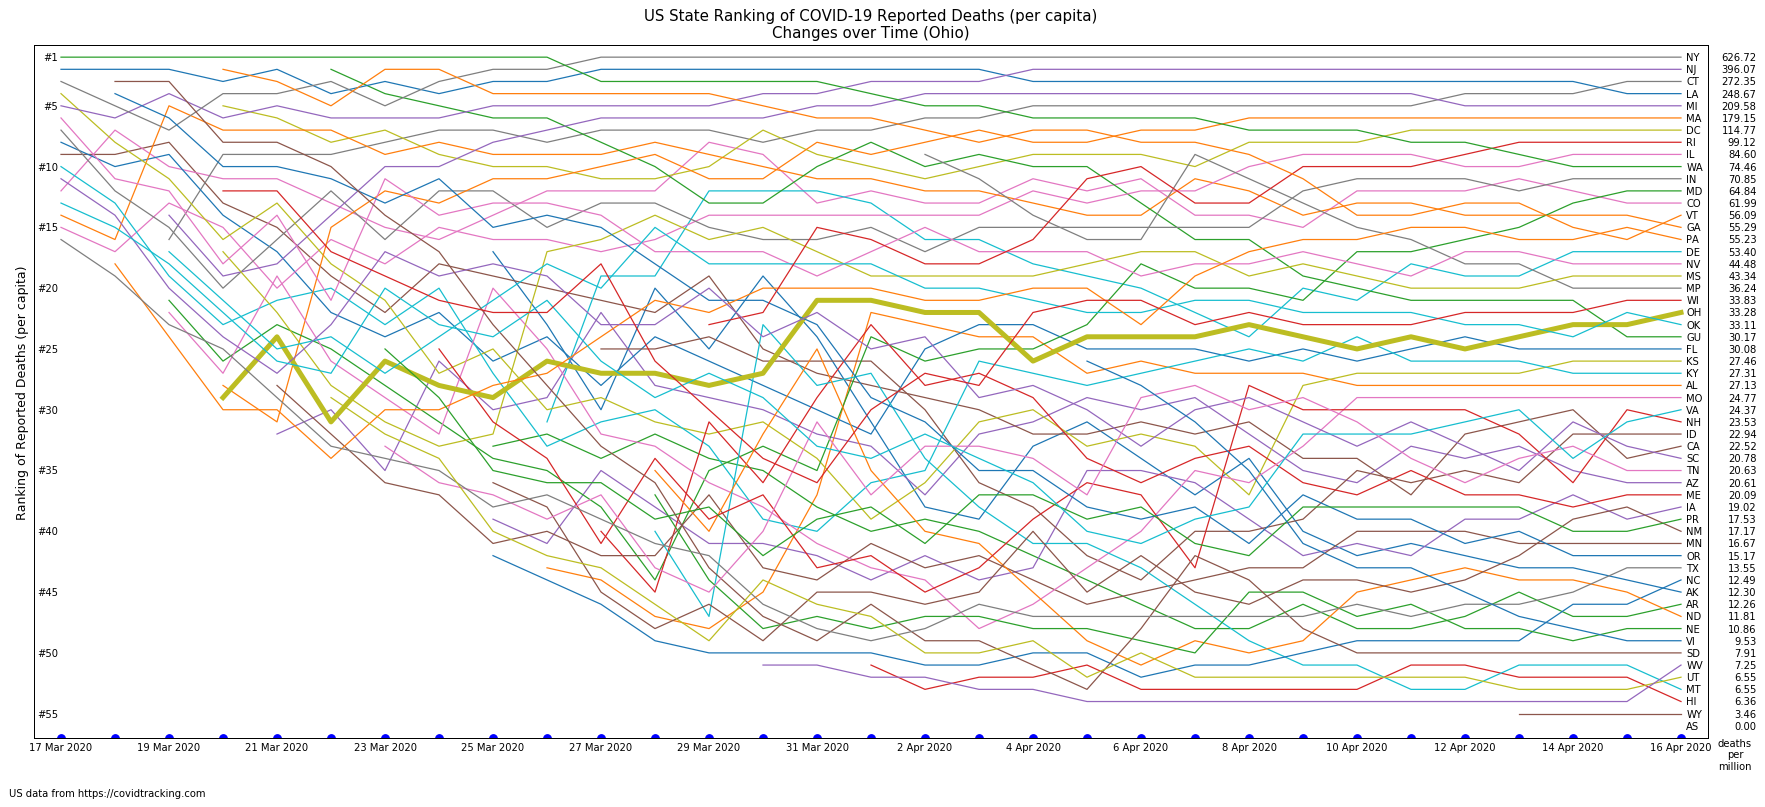 US State Ranking of COVID-19 Reported Deaths (per capita)
Changes over Time (Ohio)
Ranking of Reported Deaths (per capita)
#1
#5
#10
#15
#20
#25
#30
#35
#40
#45
#50
#55
NY 626.72
NJ 396.07
CT 272.35
LA 248.67
MI 209.58
MA 179.15
DC 114.77
RI 99.12
IL 84.60
WA 74.46
IN 70.85
MD 64.84
CO 61.99
VT 56.09
GA 55.29
PA 55.23
DE 53.40
NV 44.48
MS 43.34
MP 36.24
WI 33.83
OH 33.28
OK 33.11
GU 30.17
FL 30.08
KS 27.46
KY 27.31
AL 27.13
MO 24.77
VA 24.37
NH 23.53
ID 22.94
CA 22.52
SC 20.78
TN 20.63
AZ 20.61
ME 20.09
IA 19.02
PR 17.53
NM 17.17
MN 16.67
OR 15.17
TX 13.55
NC 12.49
AK 12.30
AR 12.26
ND 11.81
NE 10.86
VI 9.53
SD 7.91
WV 7.25
UT 6.55
MT 6.55
HI 6.36
WY 3.46
AS 0.00
17 Mar 2020 19 Mar 2020 21 Mar 2020 23 Mar 2020 25 Mar 2020 27 Mar 2020 29 Mar 2020 31 Mar 2020 2 Apr 2020 4 Apr 2020 6 Apr 2020 8 Apr 2020 10 Apr 2020 12 Apr 2020 14 Apr 2020 16 Apr 2020
deaths
per
million
US data from https://covidtracking.com